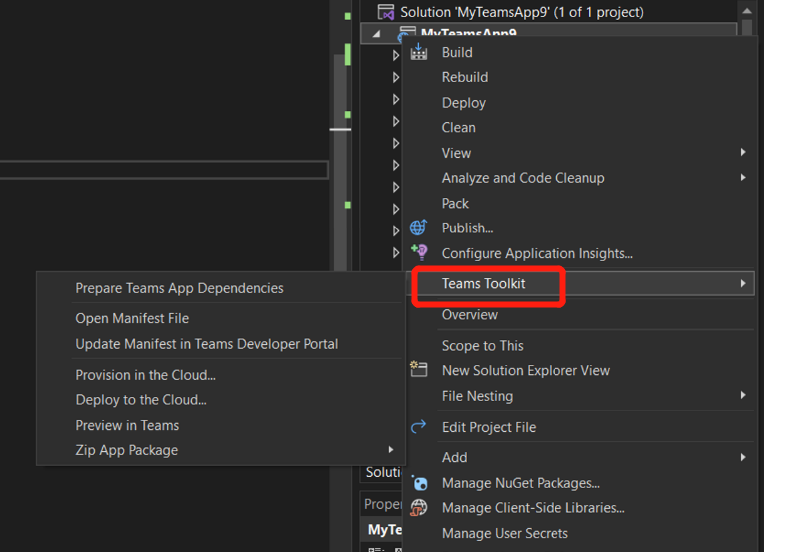 Solution 'MyTeamsApp9' (1 of 1 project)
MyTeamsApp9
Build
Rebuild
Deploy
Clean
View
Analyze and Code Cleanup
Pack
Publish...
Configure Application Insights...
Teams Toolkit
Overview
Scope to This
New Solution Explorer View
File Nesting
Edit Project File
Add
Manage NuGet Packages...
Manage Client-Side Libraries...
Manage User Secrets
Prepare Teams App Dependencies
Open Manifest File
Update Manifest in Teams Developer Portal
Provision in the Cloud...
Deploy to the Cloud...
Preview in Teams
Zip App Package
Soluti
Proper
MyTe